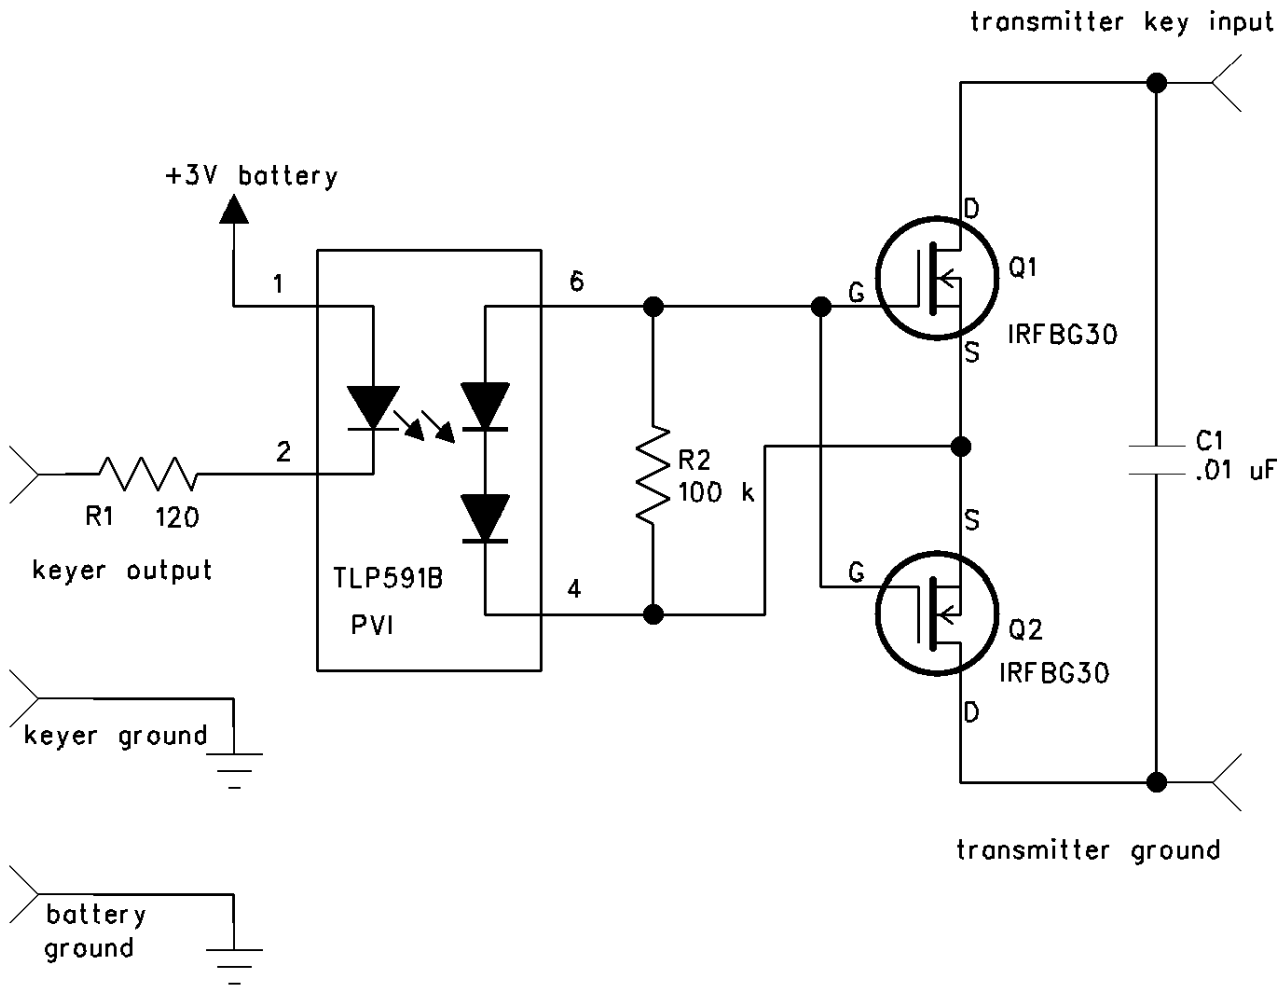 transmitter key input
+3V battery
1
6
D
Q1
G
IRFBG30
S
2
C1
.01 uF
R2
100 k
R1 120
S
keyer output
TLP591B
4
G
PVI
Q2
IRFBG30
D
keyer ground
transmitter ground
battery
ground